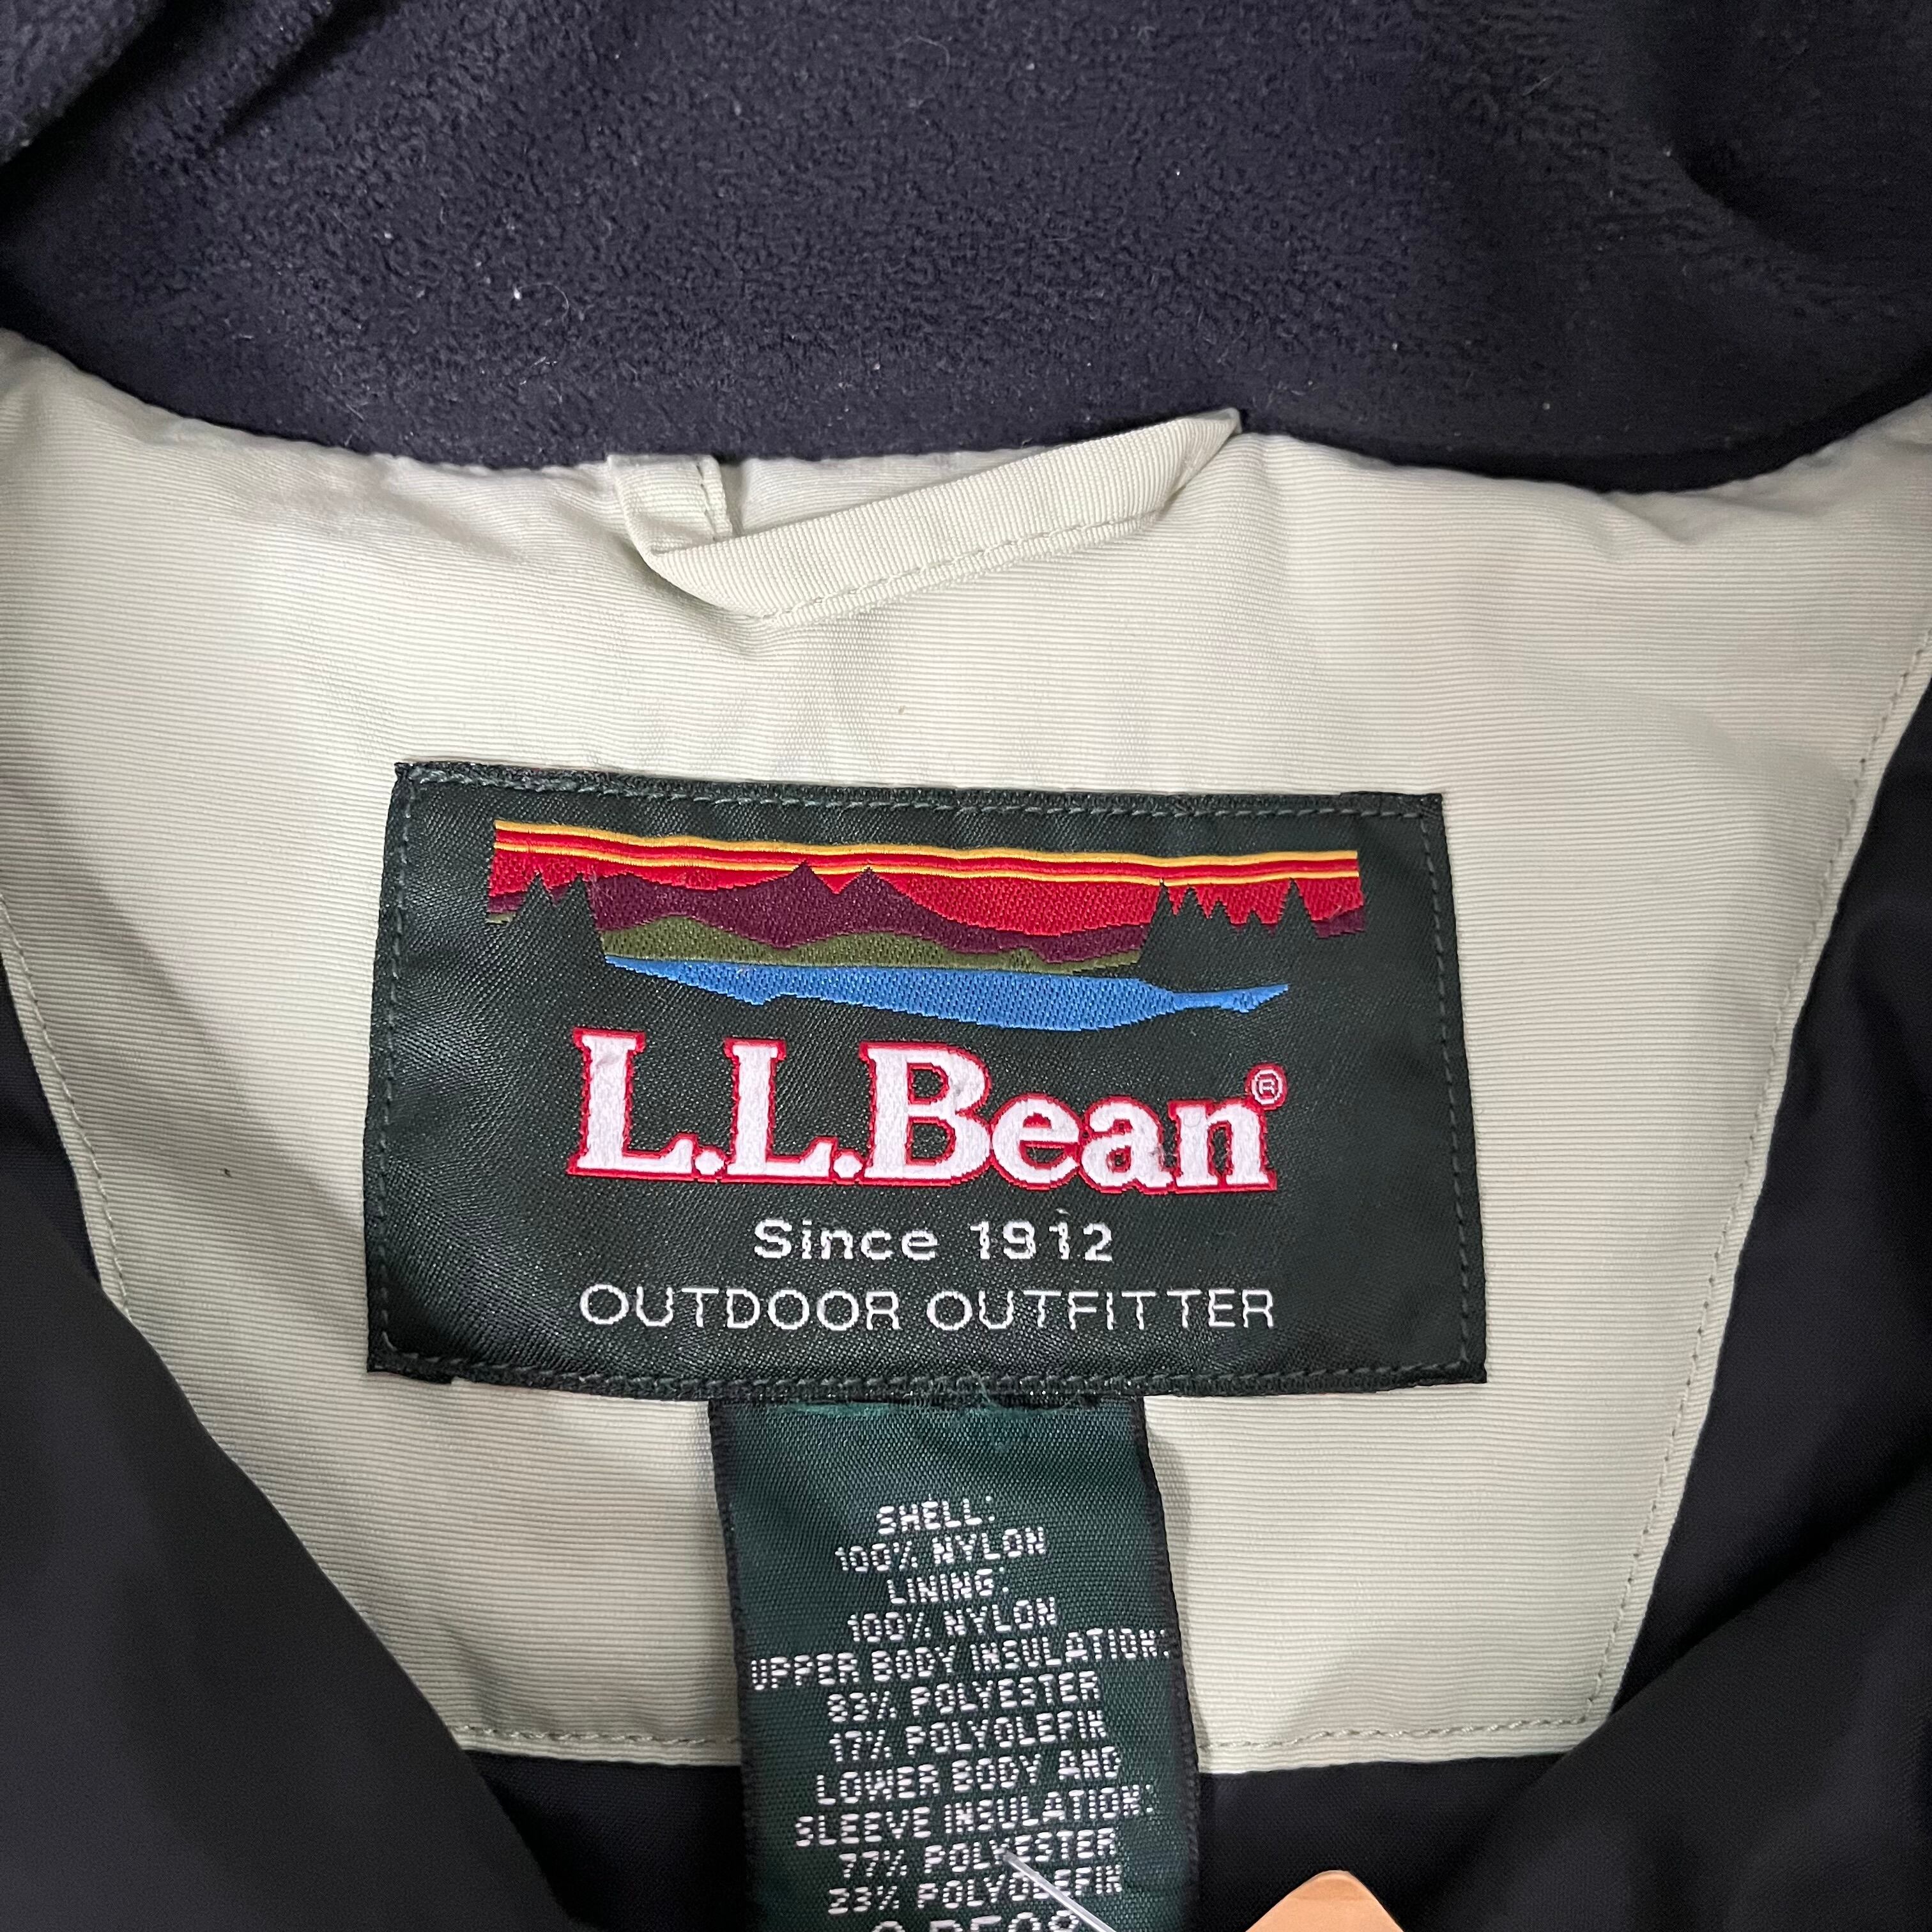 L.L.Bean®
Since 1912
OUTDOOR OUTFITTER
SHELL:
100% NYLON
LINING:
100% NYLON
UPPER BODY INSULATION:
83% POLYESTER
17% POLYOLEFIN
LOWER BODY AND
SLEEVE INSULATION:
77% POLYESTER
23% POLYOLEFIN